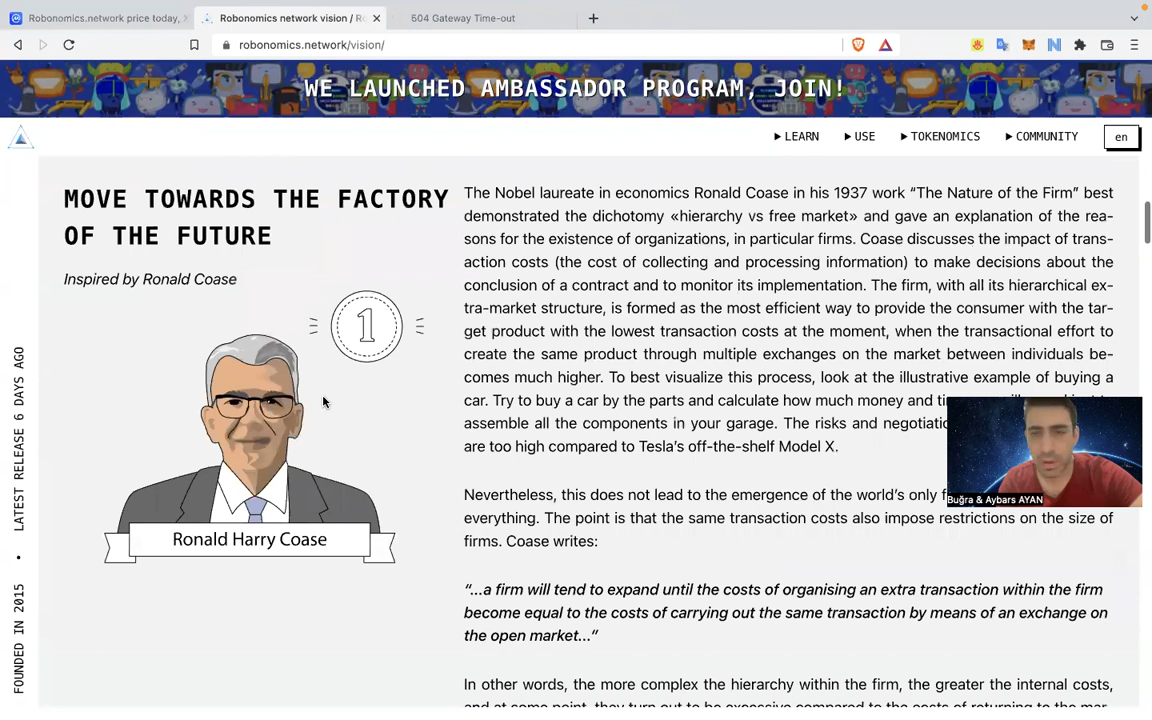 Robonomics.network price today,
Robonomics network vision / R
504 Gateway Time-out
robonomics.network/vision/
WE LAUNCHED AMBASSADOR PROGRAM, JOIN!
LEARN
USE
TOKENOMICS
COMMUNITY
en
MOVE TOWARDS THE FACTORY
OF THE FUTURE
Inspired by Ronald Coase
1
Ronald Harry Coase
The Nobel laureate in economics Ronald Coase in his 1937 work “The Nature of the Firm” best
demonstrated the dichotomy «hierarchy vs free market» and gave an explanation of the rea-
sons for the existence of organizations, in particular firms. Coase discusses the impact of trans-
action costs (the cost of collecting and processing information) to make decisions about the
conclusion of a contract and to monitor its implementation. The firm, with all its hierarchical ex-
tra-market structure, is formed as the most efficient way to provide the consumer with the tar-
get product with the lowest transaction costs at the moment, when the transactional effort to
create the same product through multiple exchanges on the market between individuals be-
comes much higher. To best visualize this process, look at the illustrative example of buying a
car. Try to buy a car by the parts and calculate how much money and
assemble all the components in your garage. The risks and
are too high compared to Tesla’s off-the-shelf Model X.
Nevertheless, this does not lead to the emergence of the world’s only
everything. The point is that the same transaction costs also impose restrictions on the size of
firms. Coase writes:
“...a firm will tend to expand until the costs of organising an extra transaction within the firm
become equal to the costs of carrying out the same transaction by means of an exchange on
the open market...”
In other words, the more complex the hierarchy within the firm, the greater the internal costs,
Buğra & Aybars AYAN
FOUNDED IN 2015 • LATEST RELEASE 6 DAYS AGO